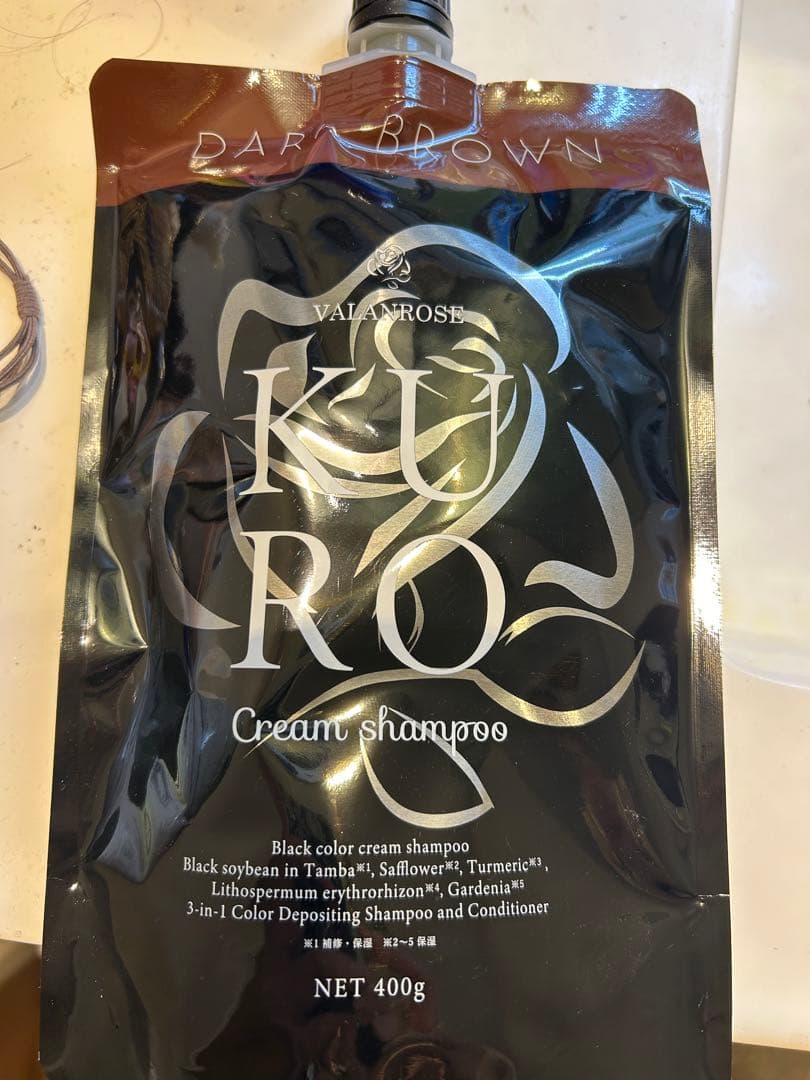 DARK BROWN
VALANROSE
KU
RO
Cream shampoo
Black color cream shampoo
Black soybean in Tamba※1, Safflower※2, Turmeric※3,
Lithospermum erythrorhizon※4, Gardenia※5
3-in-1 Color Depositing Shampoo and Conditioner
※1 補修・保湿 ※2~5 保湿
NET 400g